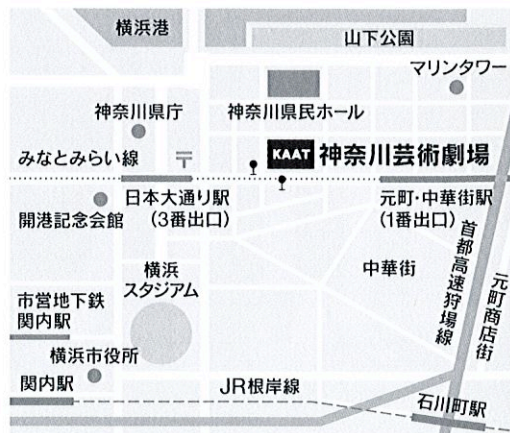 横浜港
山下公園
マリンタワー
神奈川県庁
神奈川県民ホール
みなとみらい線
〒
KAAT 神奈川芸術劇場
開港記念会館
日本大通り駅
(3番出口)
元町・中華街駅
(1番出口)
首都高速狩場線
元町商店街
中華街
横浜
スタジアム
市営地下鉄
関内駅
横浜市役所
関内駅
JR根岸線
石川町駅